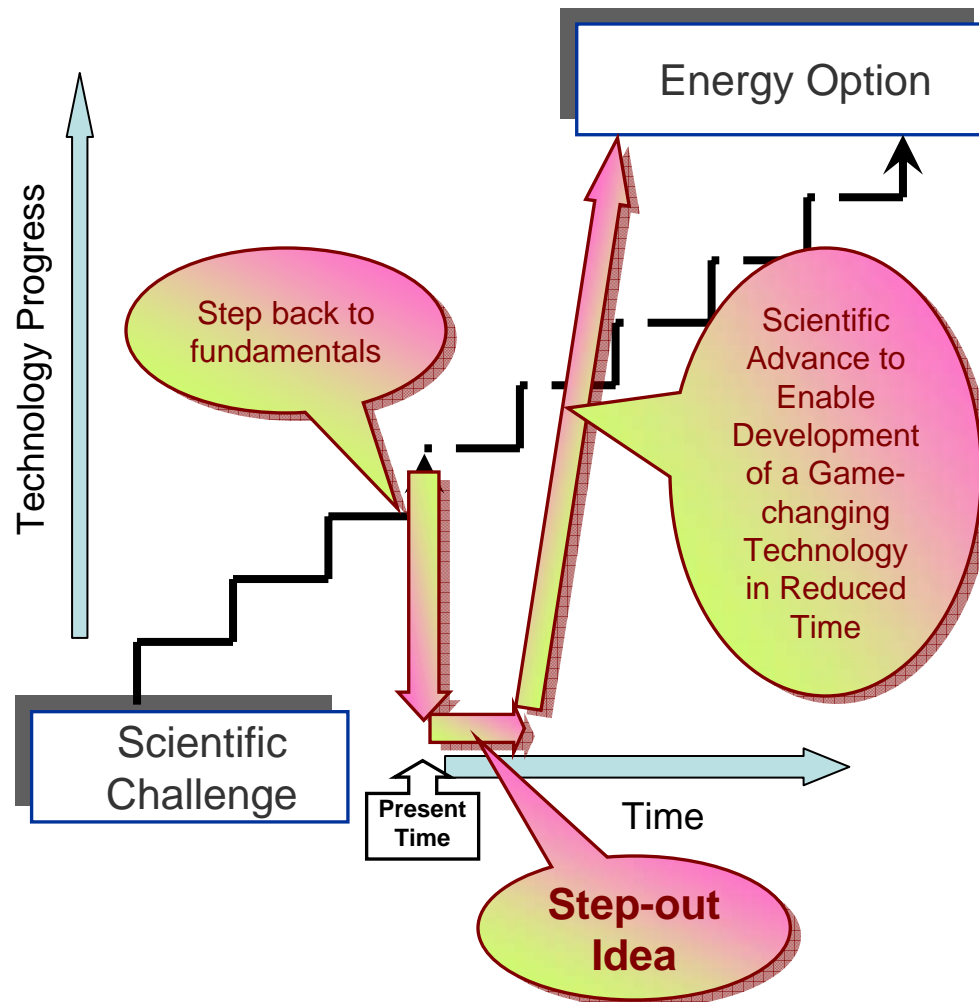 Energy Option
Technology Progress
Step back to
fundamentals
Scientific
Advance to
Enable
Development
of a Game-
changing
Technology
in Reduced
Time
Scientific
Challenge
Present
Time
Time
Step-out
Idea